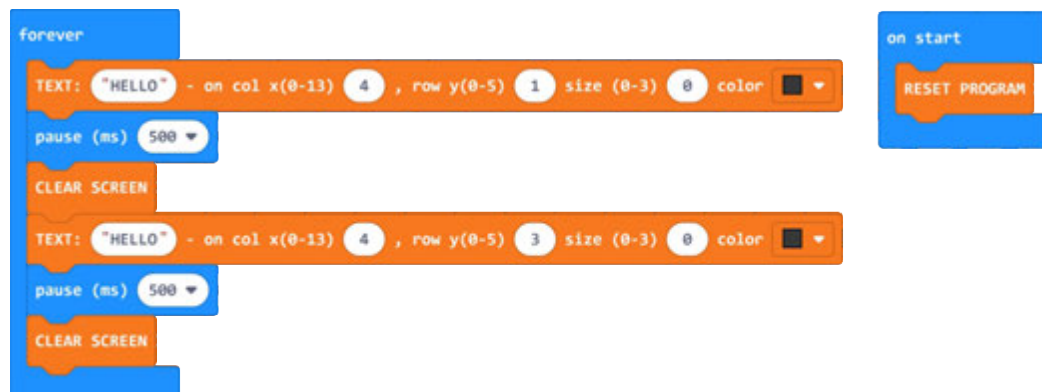 forever
TEXT: "HELLO" - on col x(0-13) 4 , row y(0-5) 1 size (0-3) 0 color
pause (ms) 500
CLEAR SCREEN
TEXT: "HELLO" - on col x(0-13) 4 , row y(0-5) 3 size (0-3) 0 color
pause (ms) 500
CLEAR SCREEN
on start
RESET PROGRAM